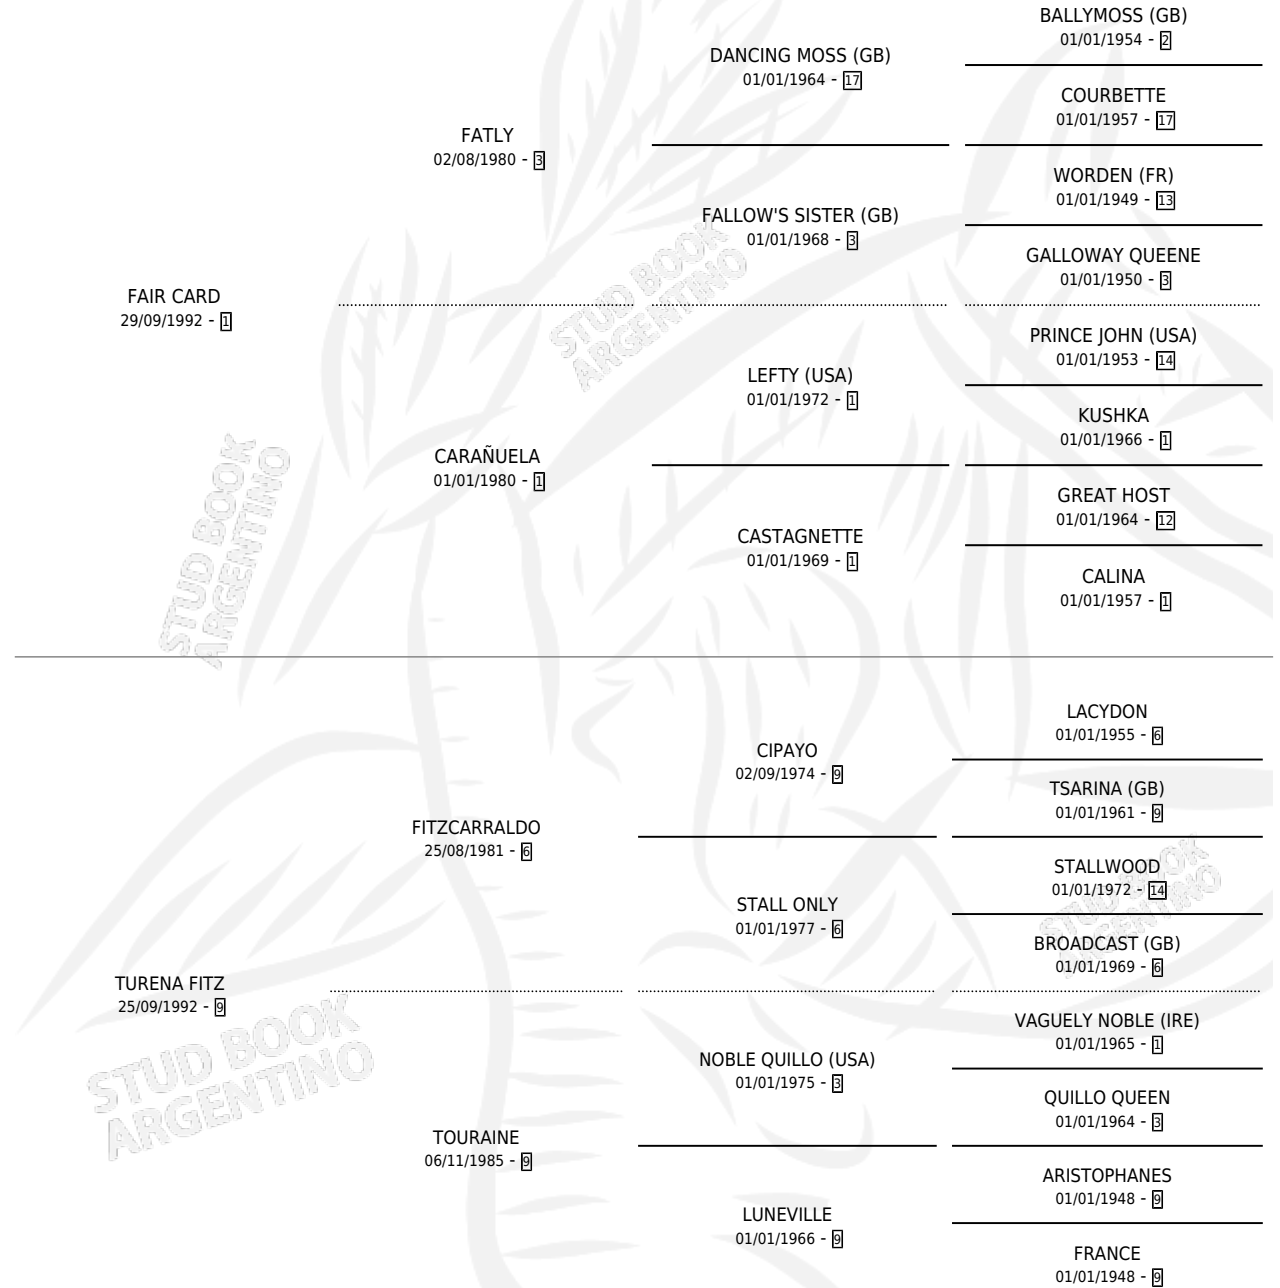 BALLYMOSS (GB)
01/01/1954 - 2
DANCING MOSS (GB)
01/01/1964 - 17
COURBETTE
01/01/1957 - 17
FATLY
02/08/1980 - 3
WORDEN (FR)
01/01/1949 - 13
FALLOW'S SISTER (GB)
01/01/1968 - 3
GALLOWAY QUEENE
01/01/1950 - 3
FAIR CARD
29/09/1992 - 1
PRINCE JOHN (USA)
01/01/1953 - 14
LEFTY (USA)
01/01/1972 - 1
KUSHKA
01/01/1966 - 1
CARAÑUELA
01/01/1980 - 1
GREAT HOST
01/01/1964 - 12
CASTAGNETTE
01/01/1969 - 1
CALINA
01/01/1957 - 1
STUD BOOK
ARGENTINO
STUD BOOK
ARGENTINO
LACYDON
01/01/1955 - 6
CIPAYO
02/09/1974 - 9
TSARINA (GB)
01/01/1961 - 9
FITZCARRALDO
25/08/1981 - 6
STALLWOOD
01/01/1972 - 14
STALL ONLY
01/01/1977 - 6
BROADCAST (GB)
01/01/1969 - 6
STUD BOOK
ARGENTINO
TURENA FITZ
25/09/1992 - 9
VAGUELY NOBLE (IRE)
01/01/1965 - 1
NOBLE QUILLO (USA)
01/01/1975 - 3
QUILLO QUEEN
01/01/1964 - 3
STUD BOOK
ARGENTINO
TOURAINE
06/11/1985 - 9
ARISTOPHANES
01/01/1948 - 9
LUNEVILLE
01/01/1966 - 9
FRANCE
01/01/1948 - 9